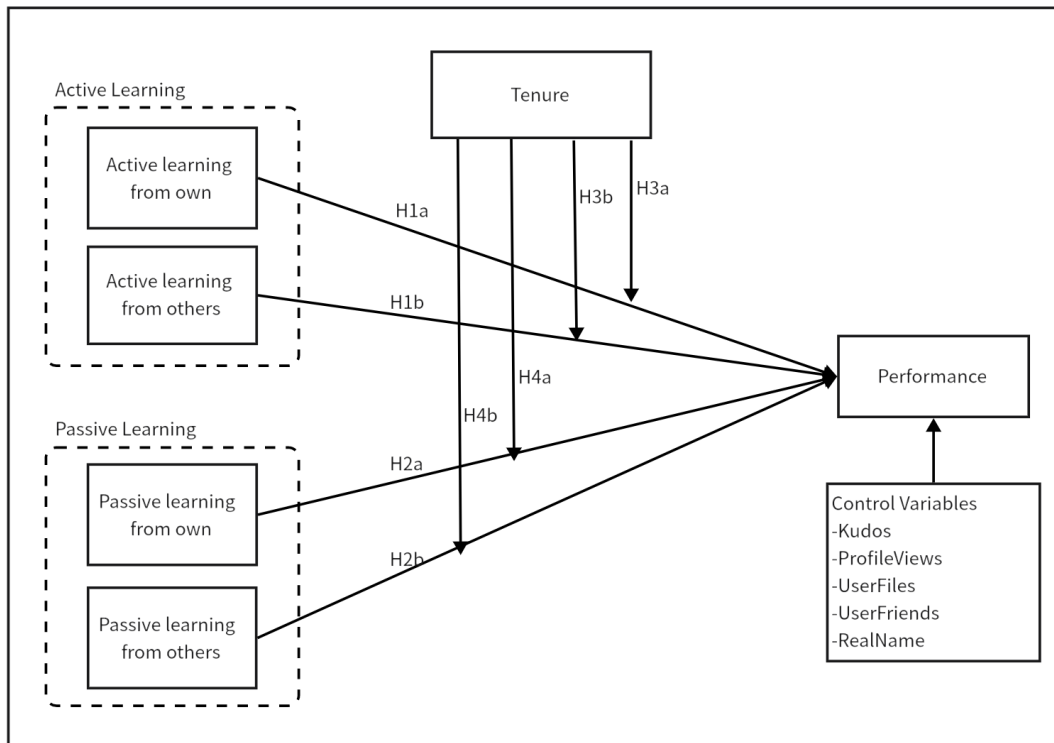 Active Learning
Active learning
from own
Active learning
from others
Tenure
H1a
H1b
H3b
H3a
H4a
H4b
Passive Learning
Passive learning
from own
Passive learning
from others
H2a
H2b
Performance
Control Variables
-Kudos
-ProfileViews
-UserFiles
-UserFriends
-RealName